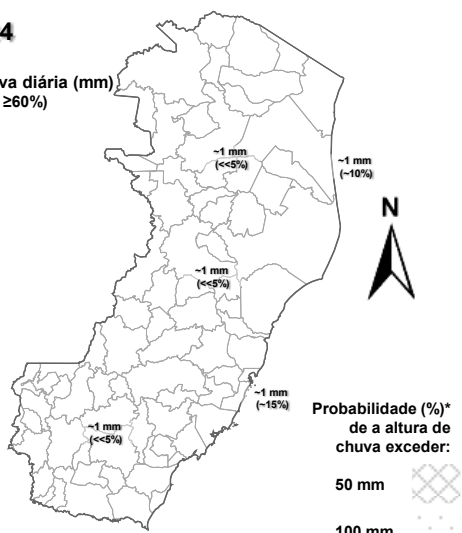 4
va diária (mm)
≥60%)
~1 mm
(<<5%)
~1 mm
(~10%)
N
~1 mm
(<<5%)
~1 mm
(~15%)
~1 mm
(<<5%)
Probabilidade (%)*
de a altura de
chuva exceder:
50 mm
100 mm